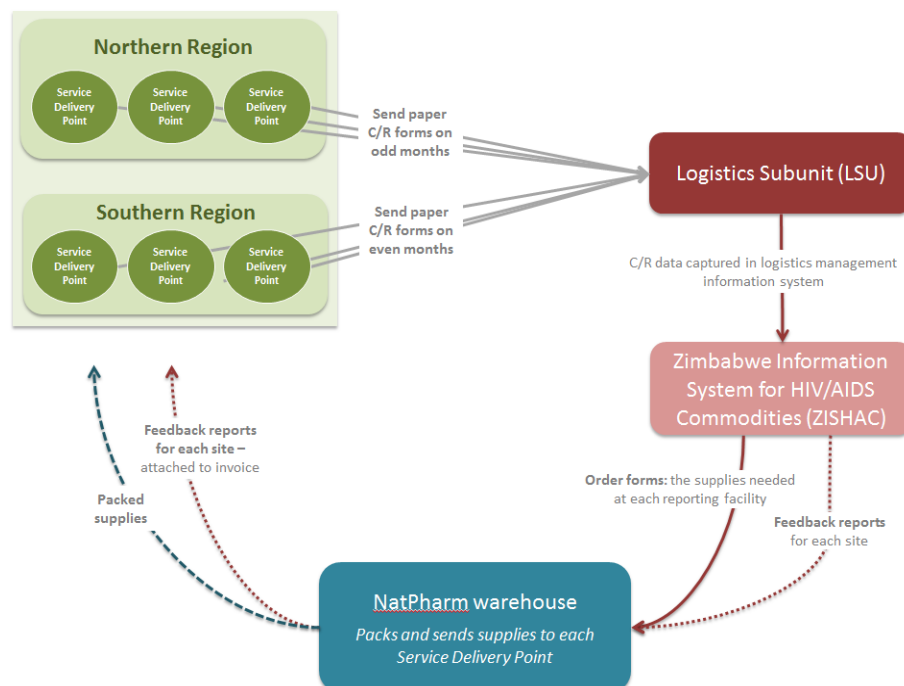 Northern Region
Service
Delivery
Point
Service
Delivery
Point
Service
Delivery
Point
Send paper
C/R forms on
odd months
Southern Region
Service
Delivery
Point
Service
Delivery
Point
Service
Delivery
Point
Send paper
C/R forms on
even months
Logistics Subunit (LSU)
C/R data captured in logistics management
information system
Zimbabwe Information
System for HIV/AIDS
Commodities (ZISHAC)
Order forms: the supplies needed
at each reporting facility
Feedback reports
for each site
Feedback reports
for each site –
attached to invoice
Packed
supplies
NatPharm warehouse
Packs and sends supplies to each
Service Delivery Point